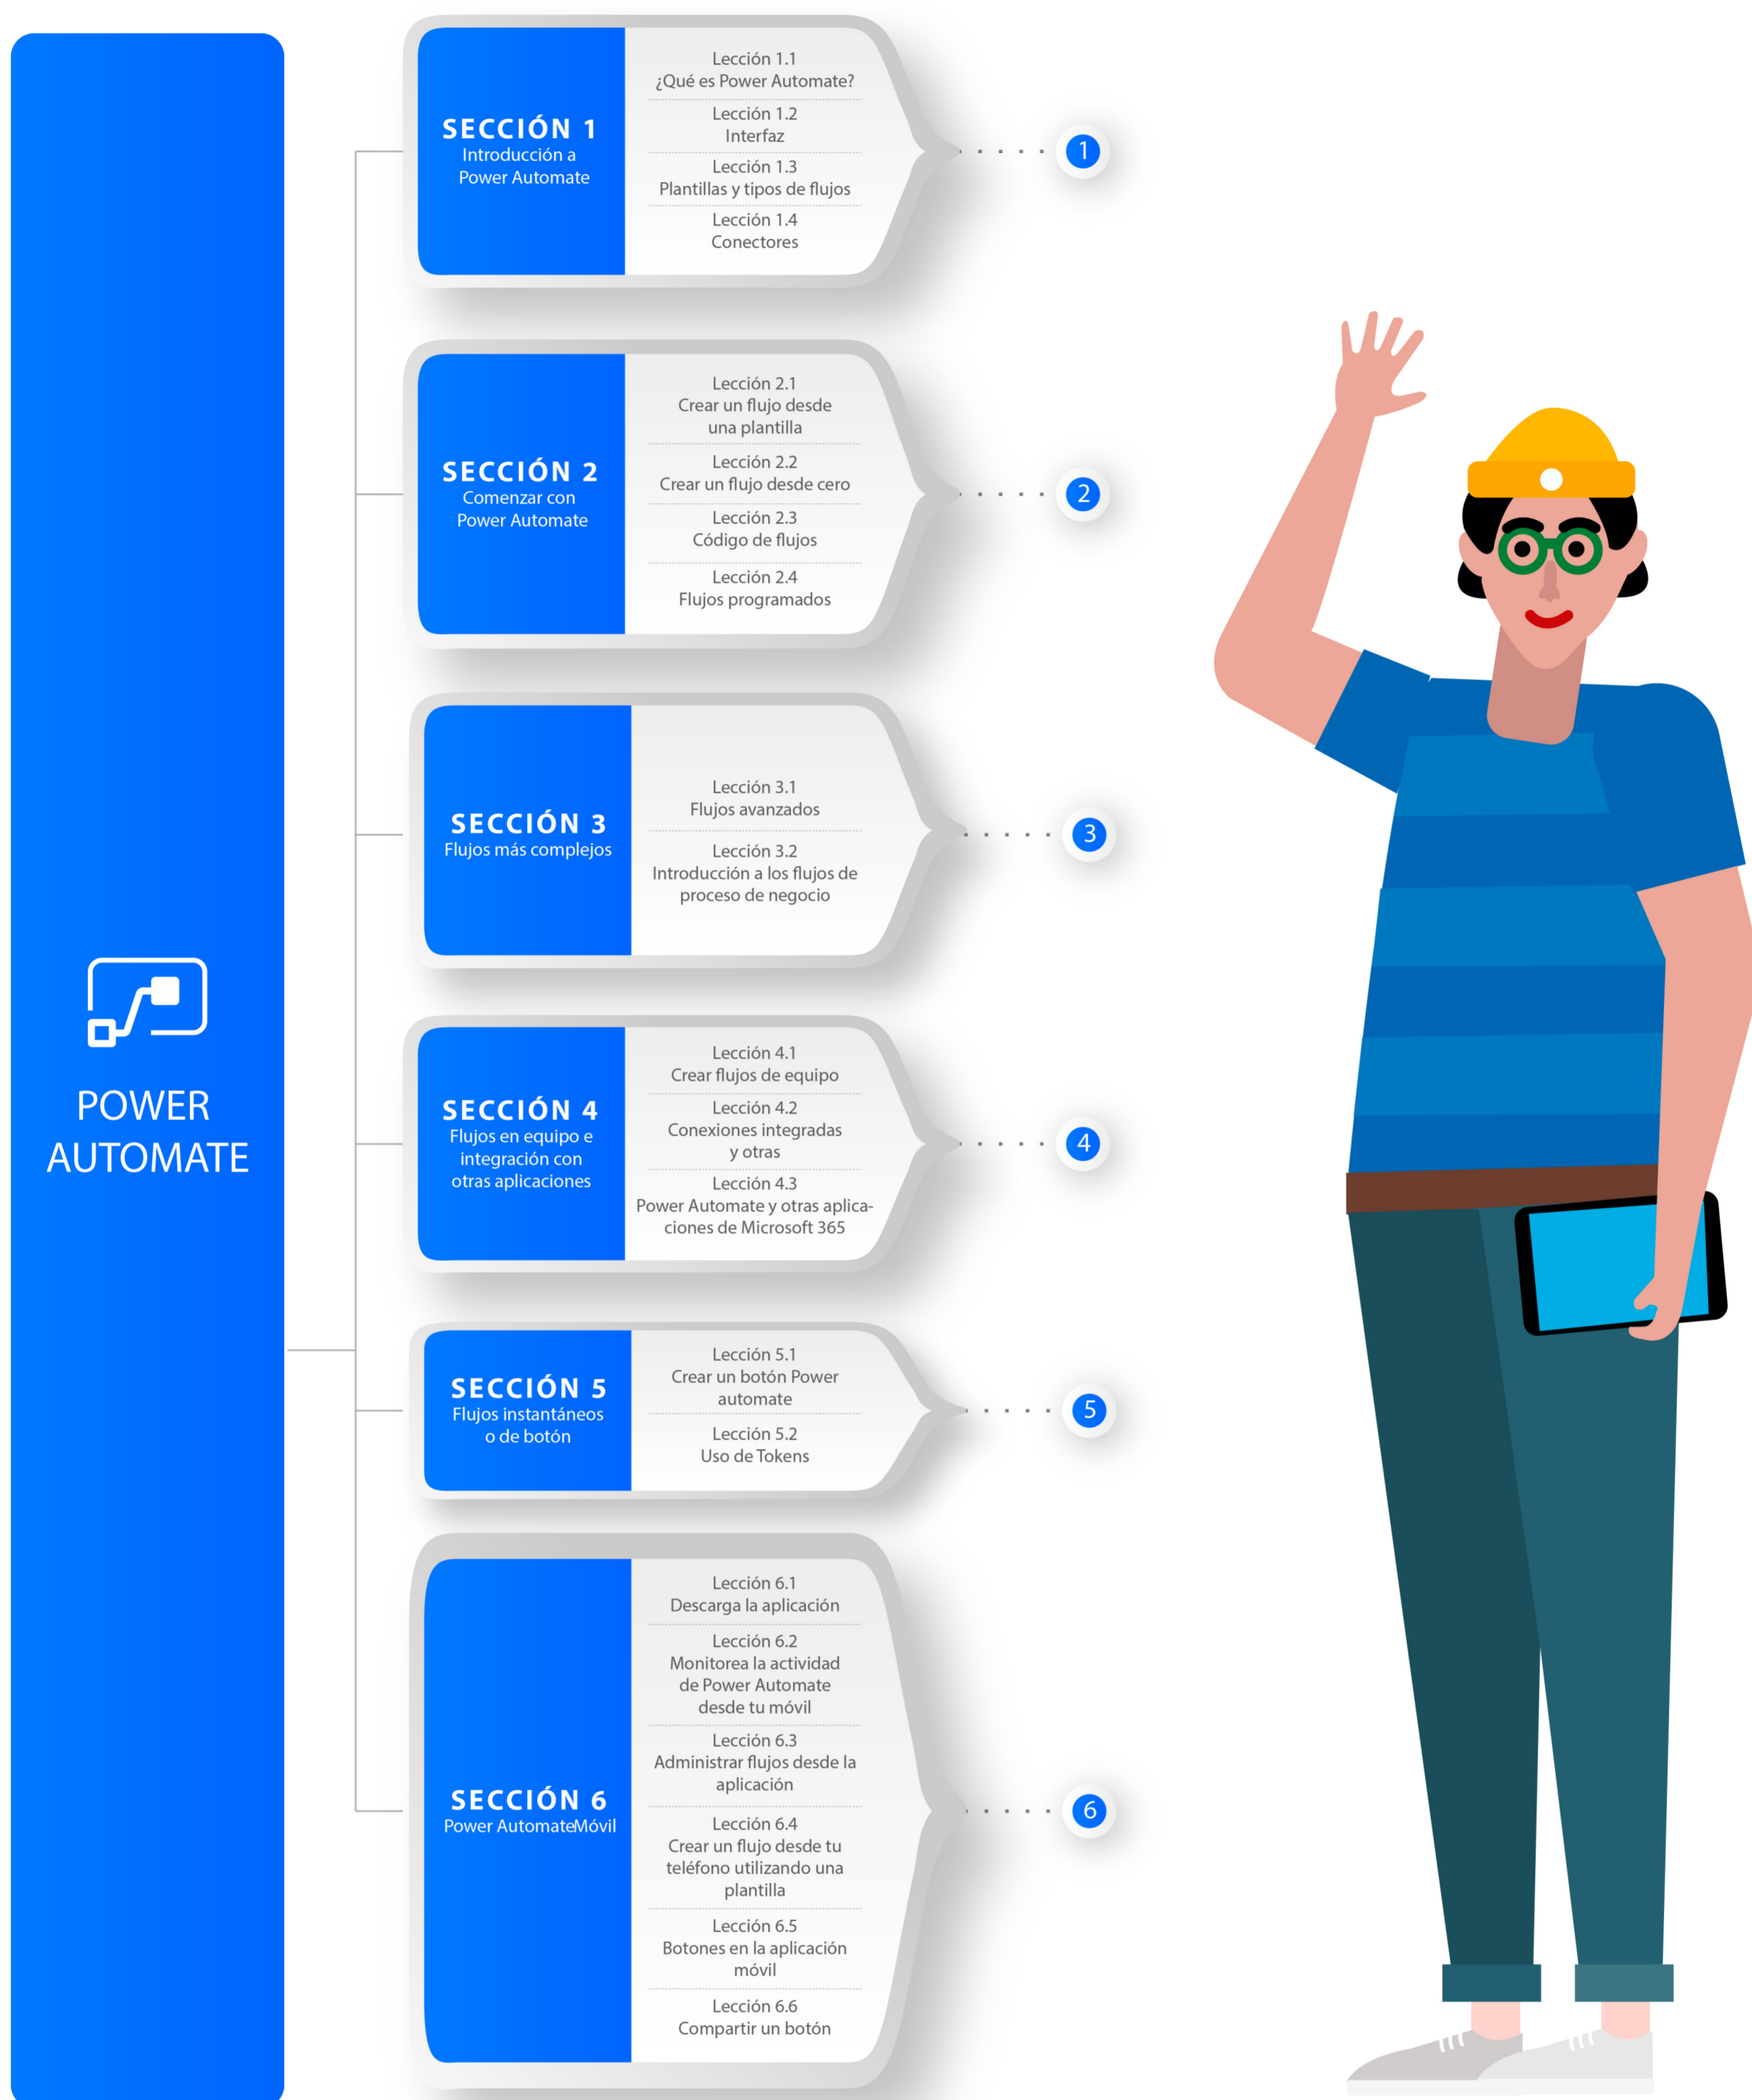 POWER
AUTOMATE
SECCIÓN 1
Introducción a
Power Automate
Lección 1.1
¿Qué es Power Automate?
Lección 1.2
Interfaz
Lección 1.3
Plantillas y tipos de flujos
Lección 1.4
Conectores
1
SECCIÓN 2
Comenzar con
Power Automate
Lección 2.1
Crear un flujo desde
una plantilla
Lección 2.2
Crear un flujo desde cero
Lección 2.3
Código de flujos
Lección 2.4
Flujos programados
2
SECCIÓN 3
Flujos más complejos
Lección 3.1
Flujos avanzados
Lección 3.2
Introducción a los flujos de
proceso de negocio
3
SECCIÓN 4
Flujos en equipo e
integración con
otras aplicaciones
Lección 4.1
Crear flujos de equipo
Lección 4.2
Conexiones integradas
y otras
Lección 4.3
Power Automate y otras aplica-
ciones de Microsoft 365
4
SECCIÓN 5
Flujos instantáneos
o de botón
Lección 5.1
Crear un botón Power
automate
Lección 5.2
Uso de Tokens
5
SECCIÓN 6
Power AutomateMóvil
Lección 6.1
Descarga la aplicación
Lección 6.2
Monitorea la actividad
de Power Automate
desde tu móvil
Lección 6.3
Administrar flujos desde la
aplicación
Lección 6.4
Crear un flujo desde tu
teléfono utilizando una
plantilla
Lección 6.5
Botones en la aplicación
móvil
Lección 6.6
Compartir un botón
6